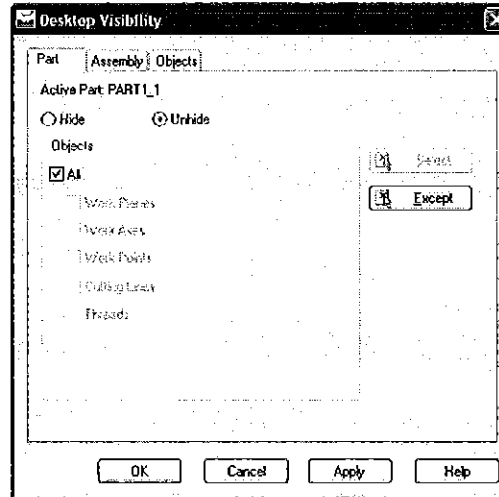 Desktop Visibility
Part Assembly Objects
Active Part: PART1_1
Hide Unhide
Objects
All
Select
Except
Work Planes
Work Axes
Work Points
Cutting Lines
Threads
OK Cancel Apply Help